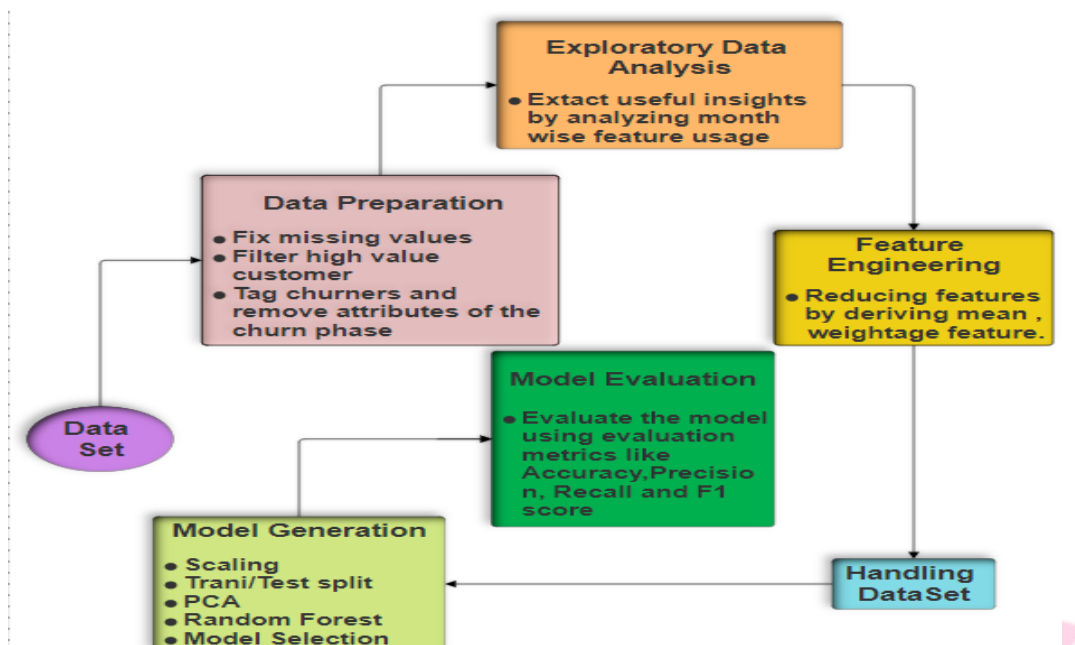 Exploratory Data
Analysis
● Extact useful insights
by analyzing month
wise feature usage
Data Preparation
● Fix missing values
● Filter high value
customer
● Tag churners and
remove attributes of the
churn phase
Feature
Engineering
● Reducing features
by deriving mean ,
weightage feature.
Data
Set
Model Evaluation
● Evaluate the model
using evaluation
metrics like
Accuracy,Precisio
n, Recall and F1
score
Model Generation
● Scaling
● Trani/Test split
● PCA
● Random Forest
● Model Selection
Handling
DataSet